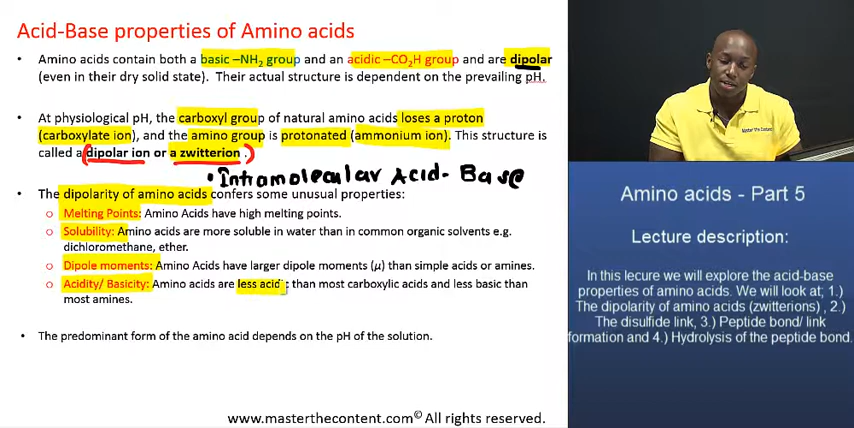 Acid-Base properties of Amino acids
• Amino acids contain both a basic –NH₂ group and an acidic –CO₂H group and are dipolar
(even in their dry solid state). Their actual structure is dependent on the prevailing pH.
• At physiological pH, the carboxyl group of natural amino acids loses a proton
(carboxylate ion), and the amino group is protonated (ammonium ion). This structure is
called a (dipolar ion or a zwitterion .)
• Intramolecular Acid- Base
• The dipolarity of amino acids confers some unusual properties:
o Melting Points: Amino Acids have high melting points.
o Solubility: Amino acids are more soluble in water than in common organic solvents e.g.
dichloromethane, ether.
o Dipole moments: Amino Acids have larger dipole moments (μ) than simple acids or amines.
o Acidity/ Basicity: Amino acids are less acidic than most carboxylic acids and less basic than
most amines.
• The predominant form of the amino acid depends on the pH of the solution.
www.masterthecontent.com© All rights reserved.
Master The Content
Amino acids - Part 5
Lecture description:
In this lecure we will explore the acid-base
properties of amino acids. We will look at; 1.)
The dipolarity of amino acids (zwitterions) , 2.)
The disulfide link, 3.) Peptide bond/ link
formation and 4.) Hydrolysis of the peptide bond.